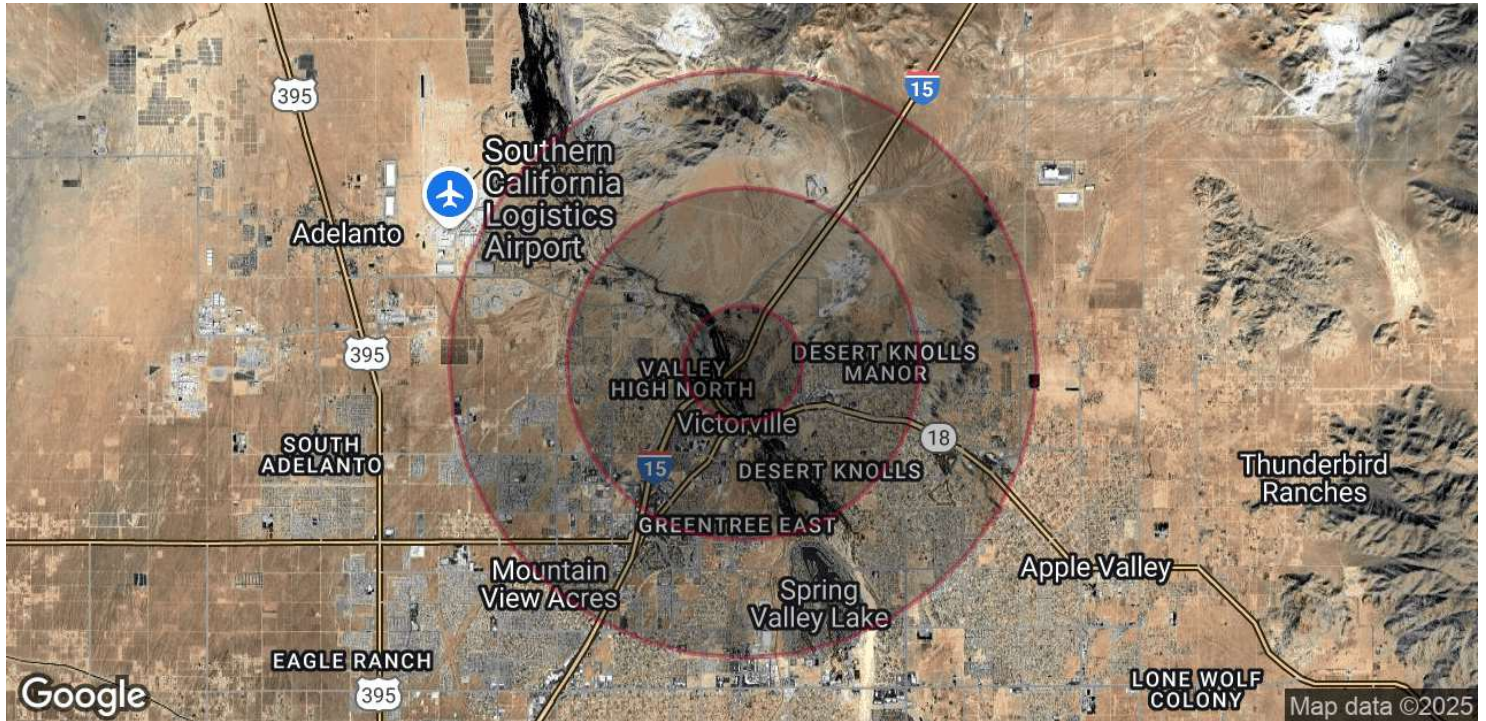 395
15
Southern
California
Logistics
Airport
Adelanto
395
VALLEY
HIGH NORTH
DESERT KNOLLS
MANOR
Victorville
18
SOUTH
ADELANTO
15
DESERT KNOLLS
Thunderbird
Ranches
GREENTREE EAST
Mountain
View Acres
Apple Valley
Spring
Valley Lake
EAGLE RANCH
395
LONE WOLF
COLONY
Google
Map data ©2025